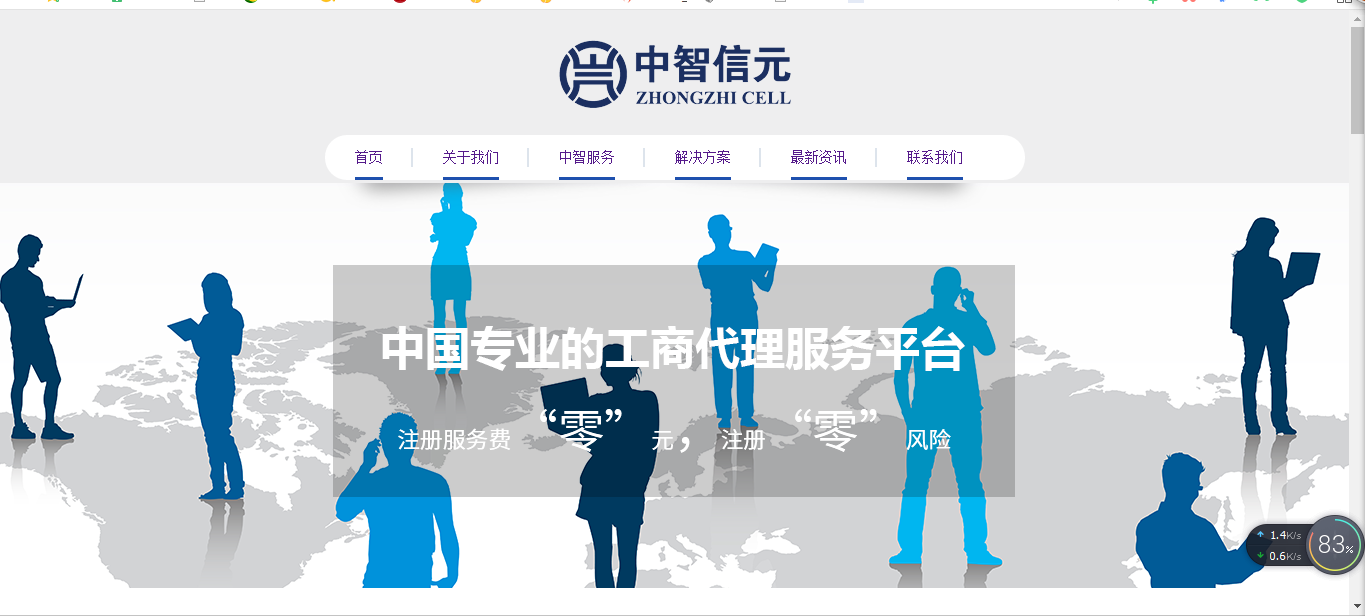 中智信元
ZHONGZHI CELL
首页 关于我们 中智服务 解决方案 最新资讯 联系我们
中国专业的工商代理服务平台
注册服务费 “零” 元， 注册 “零” 风险
1.4K/s
0.6K/s
83%